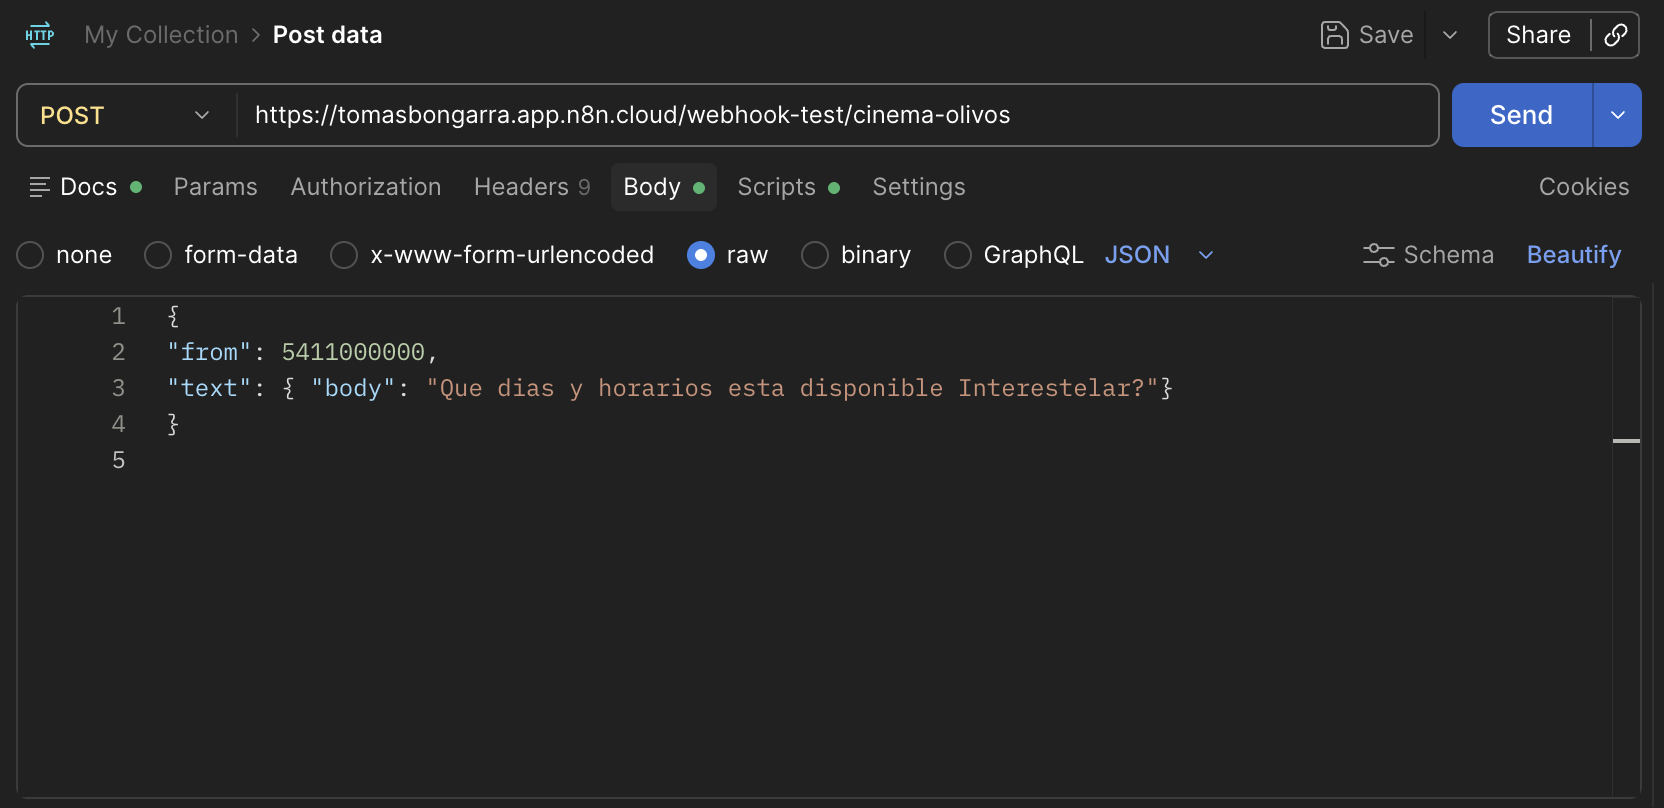 HTTP My Collection > Post data Save Share
POST https://tomasbongarra.app.n8n.cloud/webhook-test/cinema-olivos Send
Docs Params Authorization Headers 9 Body Scripts Settings Cookies
none form-data x-www-form-urlencoded raw binary GraphQL JSON Schema Beautify
1 {
2 "from": 5411000000,
3 "text": { "body": "Que dias y horarios esta disponible Interestelar?"}
4 }
5